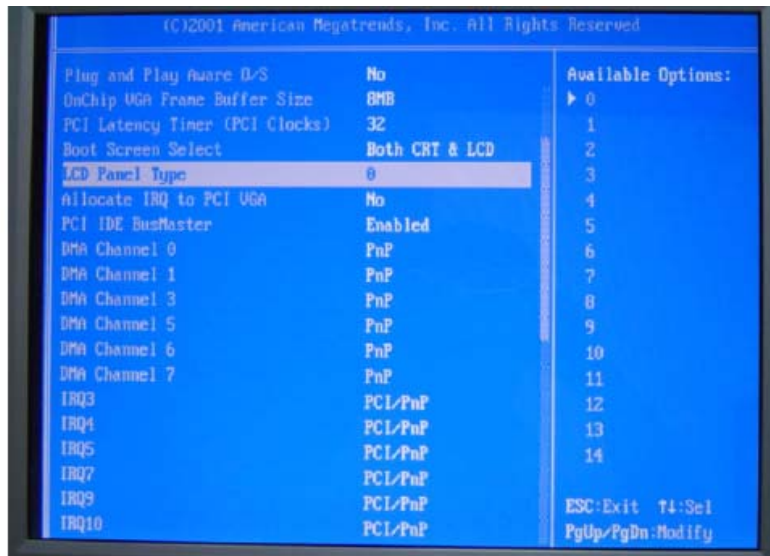 (C)2001 American Megatrends, Inc. All Rights Reserved
Plug and Play Aware O/S No
OnChip VGA Frame Buffer Size 8MB
PCI Latency Timer (PCI Clocks) 32
Boot Screen Select Both CRT & LCD
LCD Panel Type 0
Allocate IRQ to PCI VGA No
PCI IDE BusMaster Enabled
DMA Channel 0 PnP
DMA Channel 1 PnP
DMA Channel 3 PnP
DMA Channel 5 PnP
DMA Channel 6 PnP
DMA Channel 7 PnP
IRQ3 PCI/PnP
IRQ4 PCI/PnP
IRQ5 PCI/PnP
IRQ7 PCI/PnP
IRQ9 PCI/PnP
IRQ10 PCI/PnP
Available Options:
▶ 0
1
2
3
4
5
6
7
8
9
10
11
12
13
14
ESC:Exit ↑↓:Sel
PgUp/PgDn:Modify